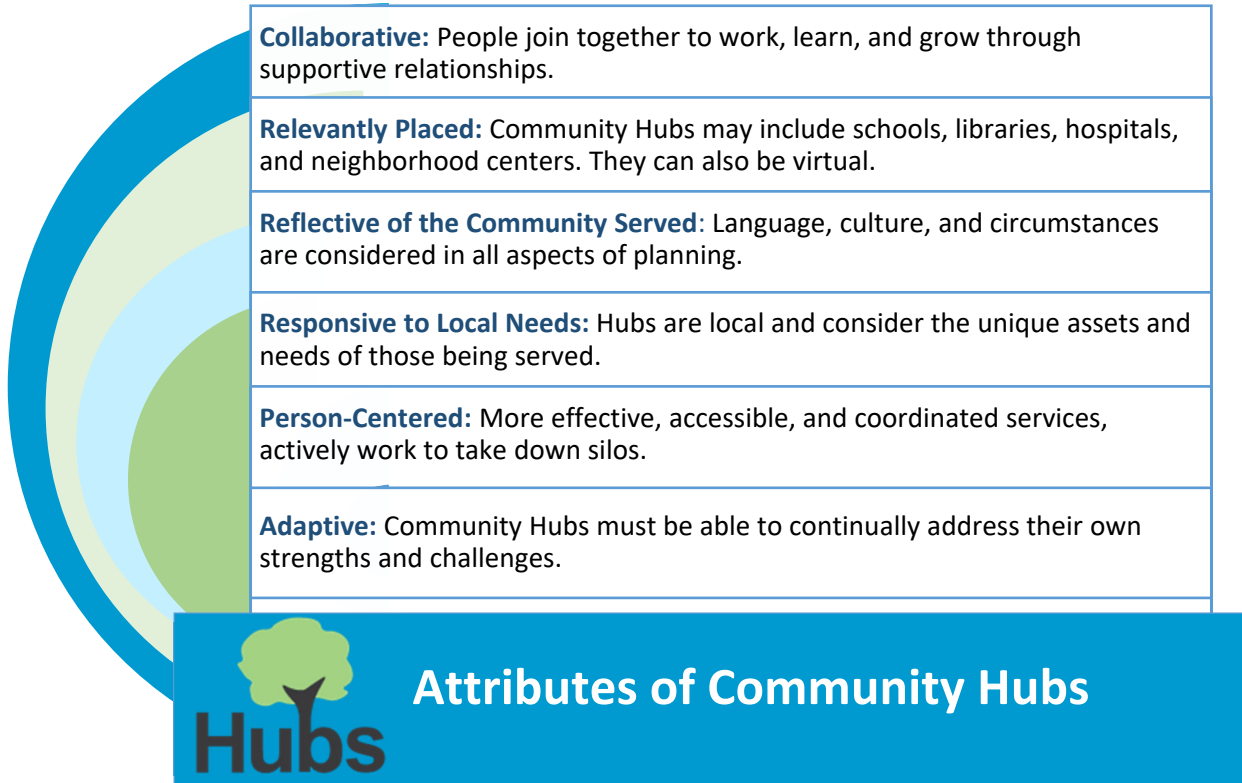 Collaborative: People join together to work, learn, and grow through
supportive relationships.
Relevantly Placed: Community Hubs may include schools, libraries, hospitals,
and neighborhood centers. They can also be virtual.
Reflective of the Community Served: Language, culture, and circumstances
are considered in all aspects of planning.
Responsive to Local Needs: Hubs are local and consider the unique assets and
needs of those being served.
Person-Centered: More effective, accessible, and coordinated services,
actively work to take down silos.
Adaptive: Community Hubs must be able to continually address their own
strengths and challenges.
Attributes of Community Hubs
Hubs